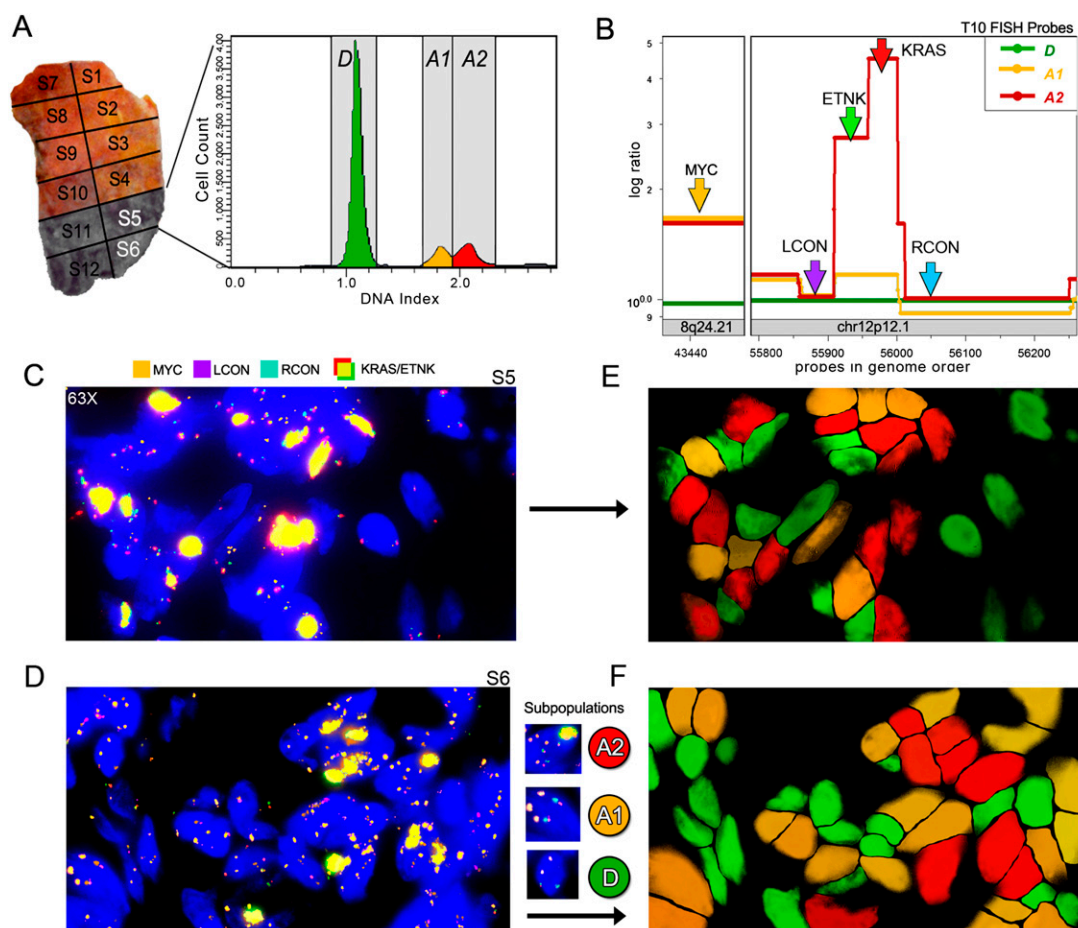 A
S7
S1
S8
S2
S9
S3
S10
S4
S11
S5
S12
S6
Cell Count
4,00
3,500
3,000
2,500
2,000
1,500
1,000
500
D
A1
A2
0.0
1.0
2.0
DNA Index
B
T10 FISH Probes
D
A1
A2
log ratio
5
4
3
2
10^0.0
9
MYC
LCON
ETNK
KRAS
RCON
8q24.21
chr12p12.1
43440
55800
55900
56000
56100
56200
probes in genome order
MYC
LCON
RCON
KRAS/ETNK
C
S5
63X
E
D
S6
Subpopulations
A2
A1
D
F